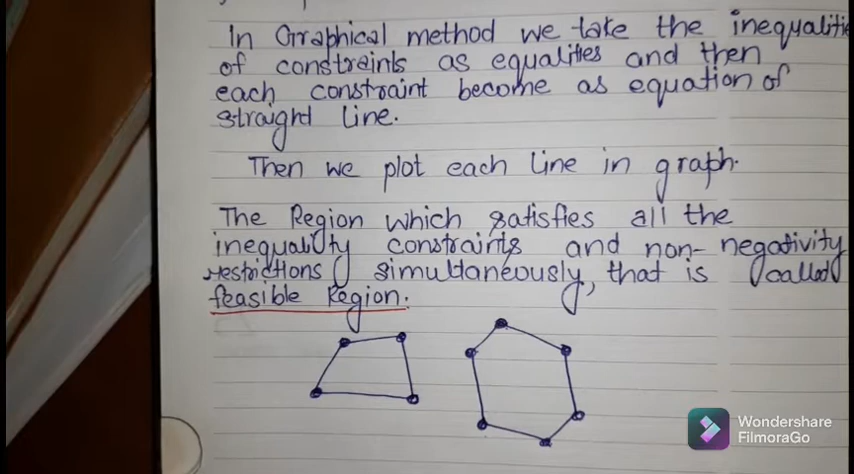 In Graphical method we take the inequalitie
of constraints as equalities and then
each constraint become as equation of
straight line.
Then we plot each line in graph.
The Region which satisfies all the
inequality constraints and non-negativity
restrictions simultaneously, that is called
feasible Region.
Wondershare
FilmoraGo